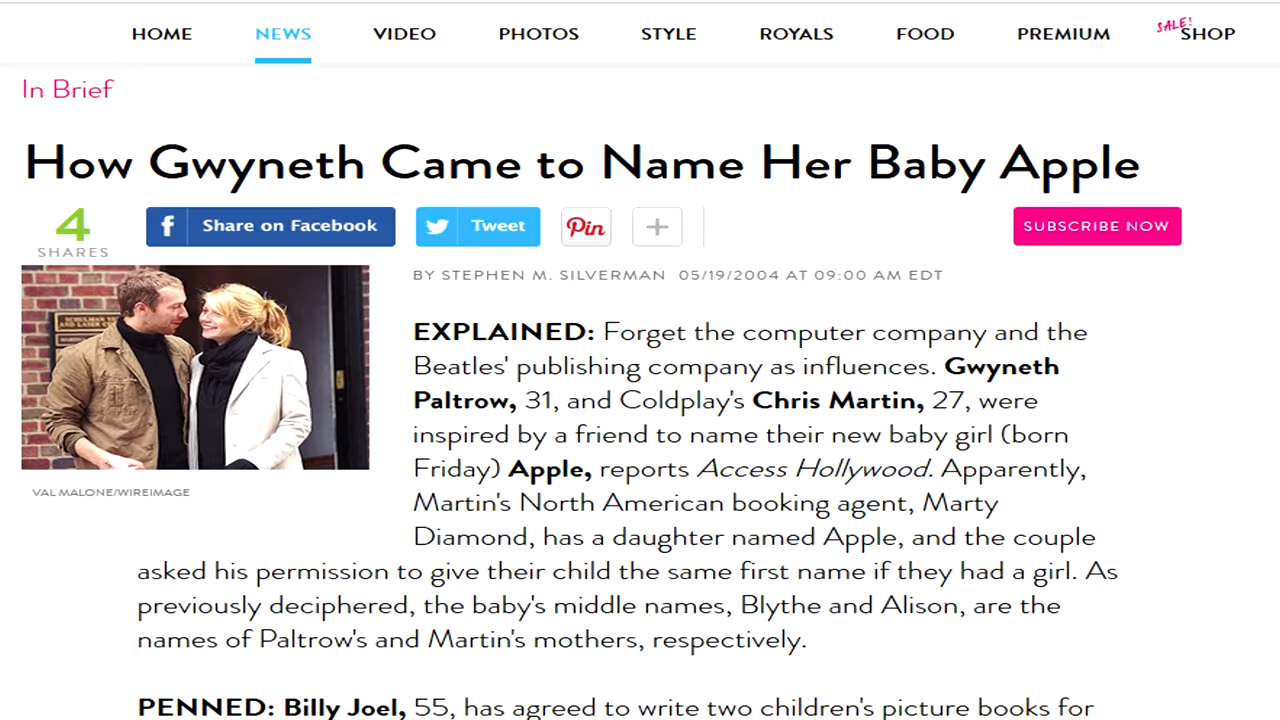 HOME NEWS VIDEO PHOTOS STYLE ROYALS FOOD PREMIUM SALE! SHOP
In Brief
How Gwyneth Came to Name Her Baby Apple
4
SHARES
f Share on Facebook
Tweet
Pin
+
SUBSCRIBE NOW
BY STEPHEN M. SILVERMAN 05/19/2004 AT 09:00 AM EDT
VAL MALONE/WIREIMAGE
EXPLAINED: Forget the computer company and the
Beatles' publishing company as influences. Gwyneth
Paltrow, 31, and Coldplay's Chris Martin, 27, were
inspired by a friend to name their new baby girl (born
Friday) Apple, reports Access Hollywood. Apparently,
Martin's North American booking agent, Marty
Diamond, has a daughter named Apple, and the couple
asked his permission to give their child the same first name if they had a girl. As
previously deciphered, the baby's middle names, Blythe and Alison, are the
names of Paltrow's and Martin's mothers, respectively.
PENNED: Billy Joel, 55, has agreed to write two children's picture books for